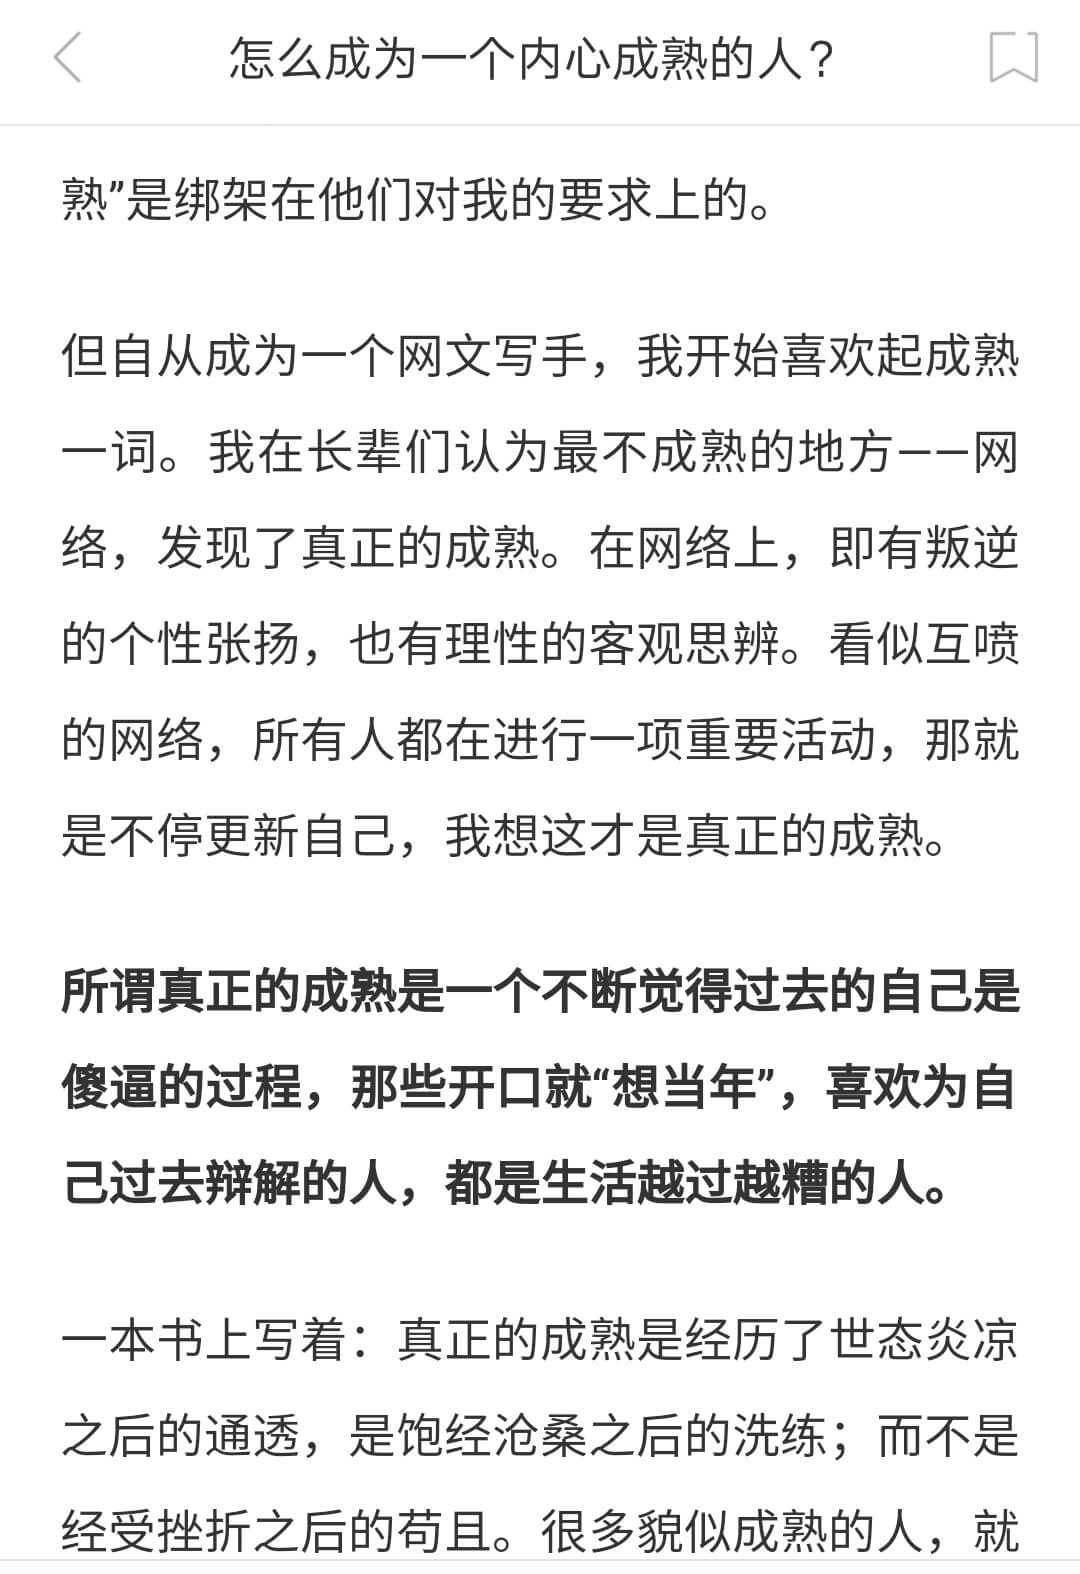 怎么成为一个内心成熟的人？
熟”是绑架在他们对我的要求上的。
但自从成为一个网文写手，我开始喜欢起成熟
一词。我在长辈们认为最不成熟的地方——网
络，发现了真正的成熟。在网络上，即有叛逆
的个性张扬，也有理性的客观思辨。看似互喷
的网络，所有人都在进行一项重要活动，那就
是不停更新自己，我想这才是真正的成熟。
所谓真正的成熟是一个不断觉得过去的自己是
傻逼的过程，那些开口就“想当年”，喜欢为自
己过去辩解的人，都是生活越过越糟的人。
一本书上写着：真正的成熟是经历了世态炎凉
之后的通透，是饱经沧桑之后的洗练；而不是
经受挫折之后的苟且。很多貌似成熟的人，就